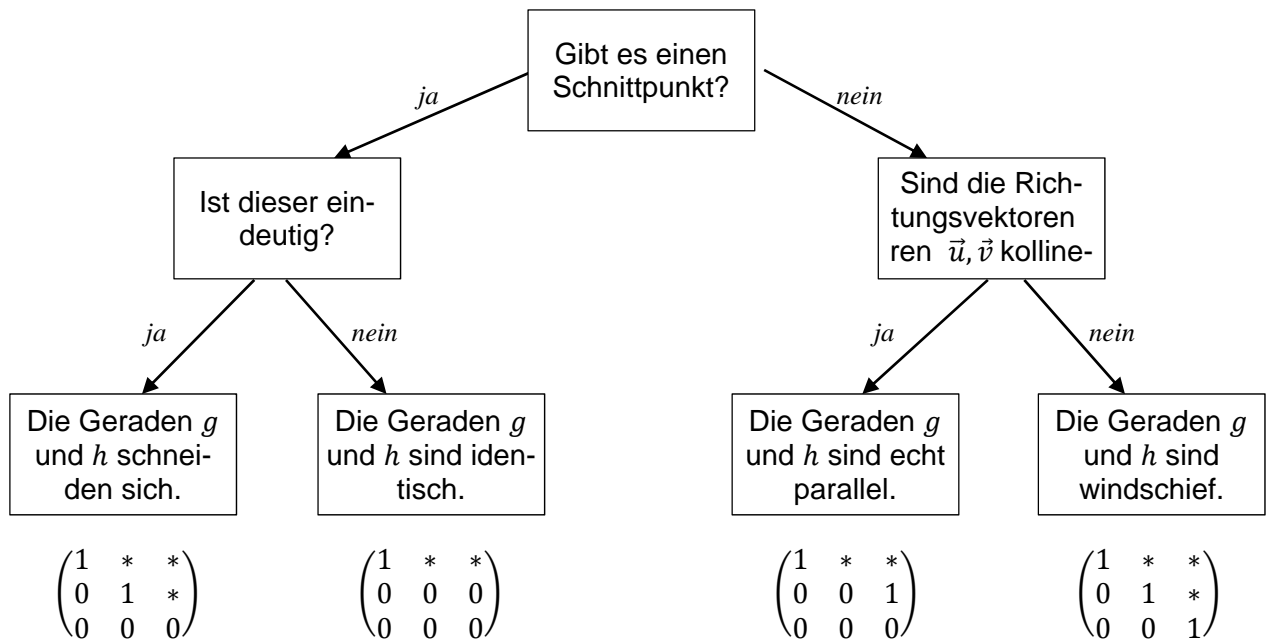 Gibt es einen
Schnittpunkt?
ja
nein
Ist dieser ein-
deutig?
Sind die Rich-
tungsvektoren
ren u⃗, v⃗ kolline-
ja
nein
ja
nein
Die Geraden g
und h schnei-
den sich.
Die Geraden g
und h sind iden-
tisch.
Die Geraden g
und h sind echt
parallel.
Die Geraden g
und h sind
windschief.
1 * *
0 1 *
0 0 0
1 * *
0 0 0
0 0 0
1 * *
0 0 1
0 0 0
1 * *
0 1 *
0 0 1